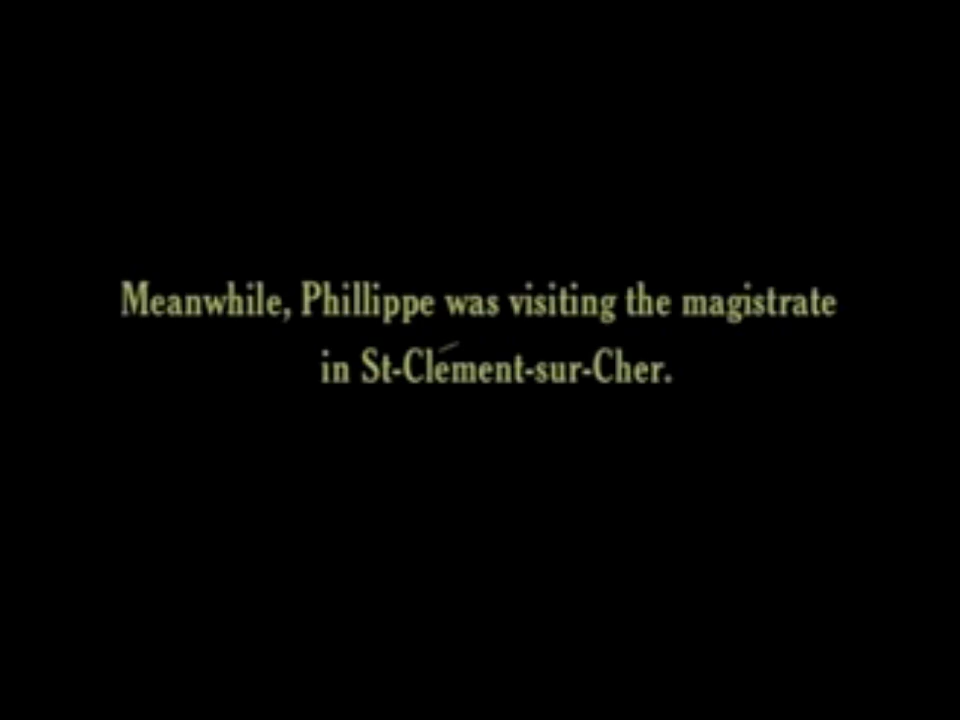 Meanwhile, Phillippe was visiting the magistrate
in St-Clément-sur-Cher.